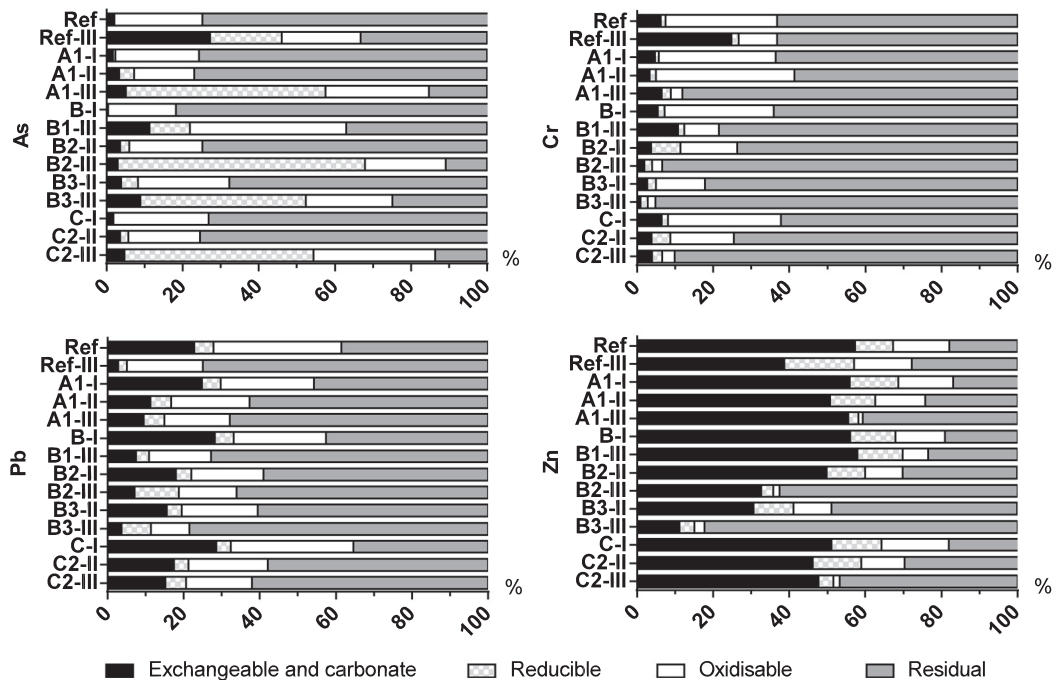 As
Ref
Ref-III
A1-I
A1-II
A1-III
B-I
B1-III
B2-II
B2-III
B3-II
B3-III
C-I
C2-II
C2-III
0 20 40 60 80 100 %
Cr
Ref
Ref-III
A1-I
A1-II
A1-III
B-I
B1-III
B2-II
B2-III
B3-II
B3-III
C-I
C2-II
C2-III
0 20 40 60 80 100 %
Pb
Ref
Ref-III
A1-I
A1-II
A1-III
B-I
B1-III
B2-II
B2-III
B3-II
B3-III
C-I
C2-II
C2-III
0 20 40 60 80 100 %
Zn
Ref
Ref-III
A1-I
A1-II
A1-III
B-I
B1-III
B2-II
B2-III
B3-II
B3-III
C-I
C2-II
C2-III
0 20 40 60 80 100 %
Exchangeable and carbonate Reducible Oxidisable Residual